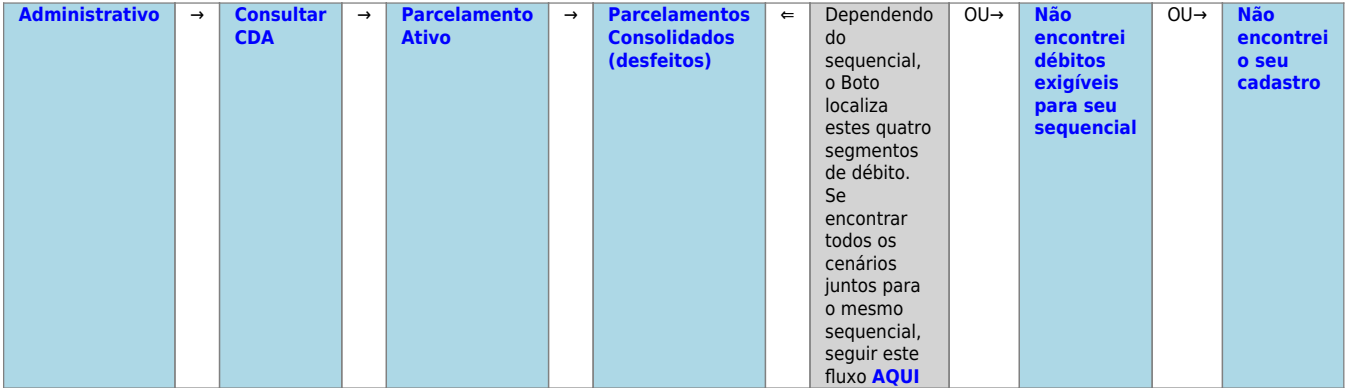 Administrativo
→
Consultar
CDA
→
Parcelamento
Ativo
→
Parcelamentos
Consolidados
(desfeitos)
⇐
Dependendo
do
sequencial,
o Boto
localiza
estes quatro
segmentos
de débito.
Se
encontrar
todos os
cenários
juntos para
o mesmo
sequencial,
seguir este
fluxo AQUI
OU→
Não
encontrei
débitos
exigíveis
para seu
sequencial
OU→
Não
encontrei
o seu
cadastro